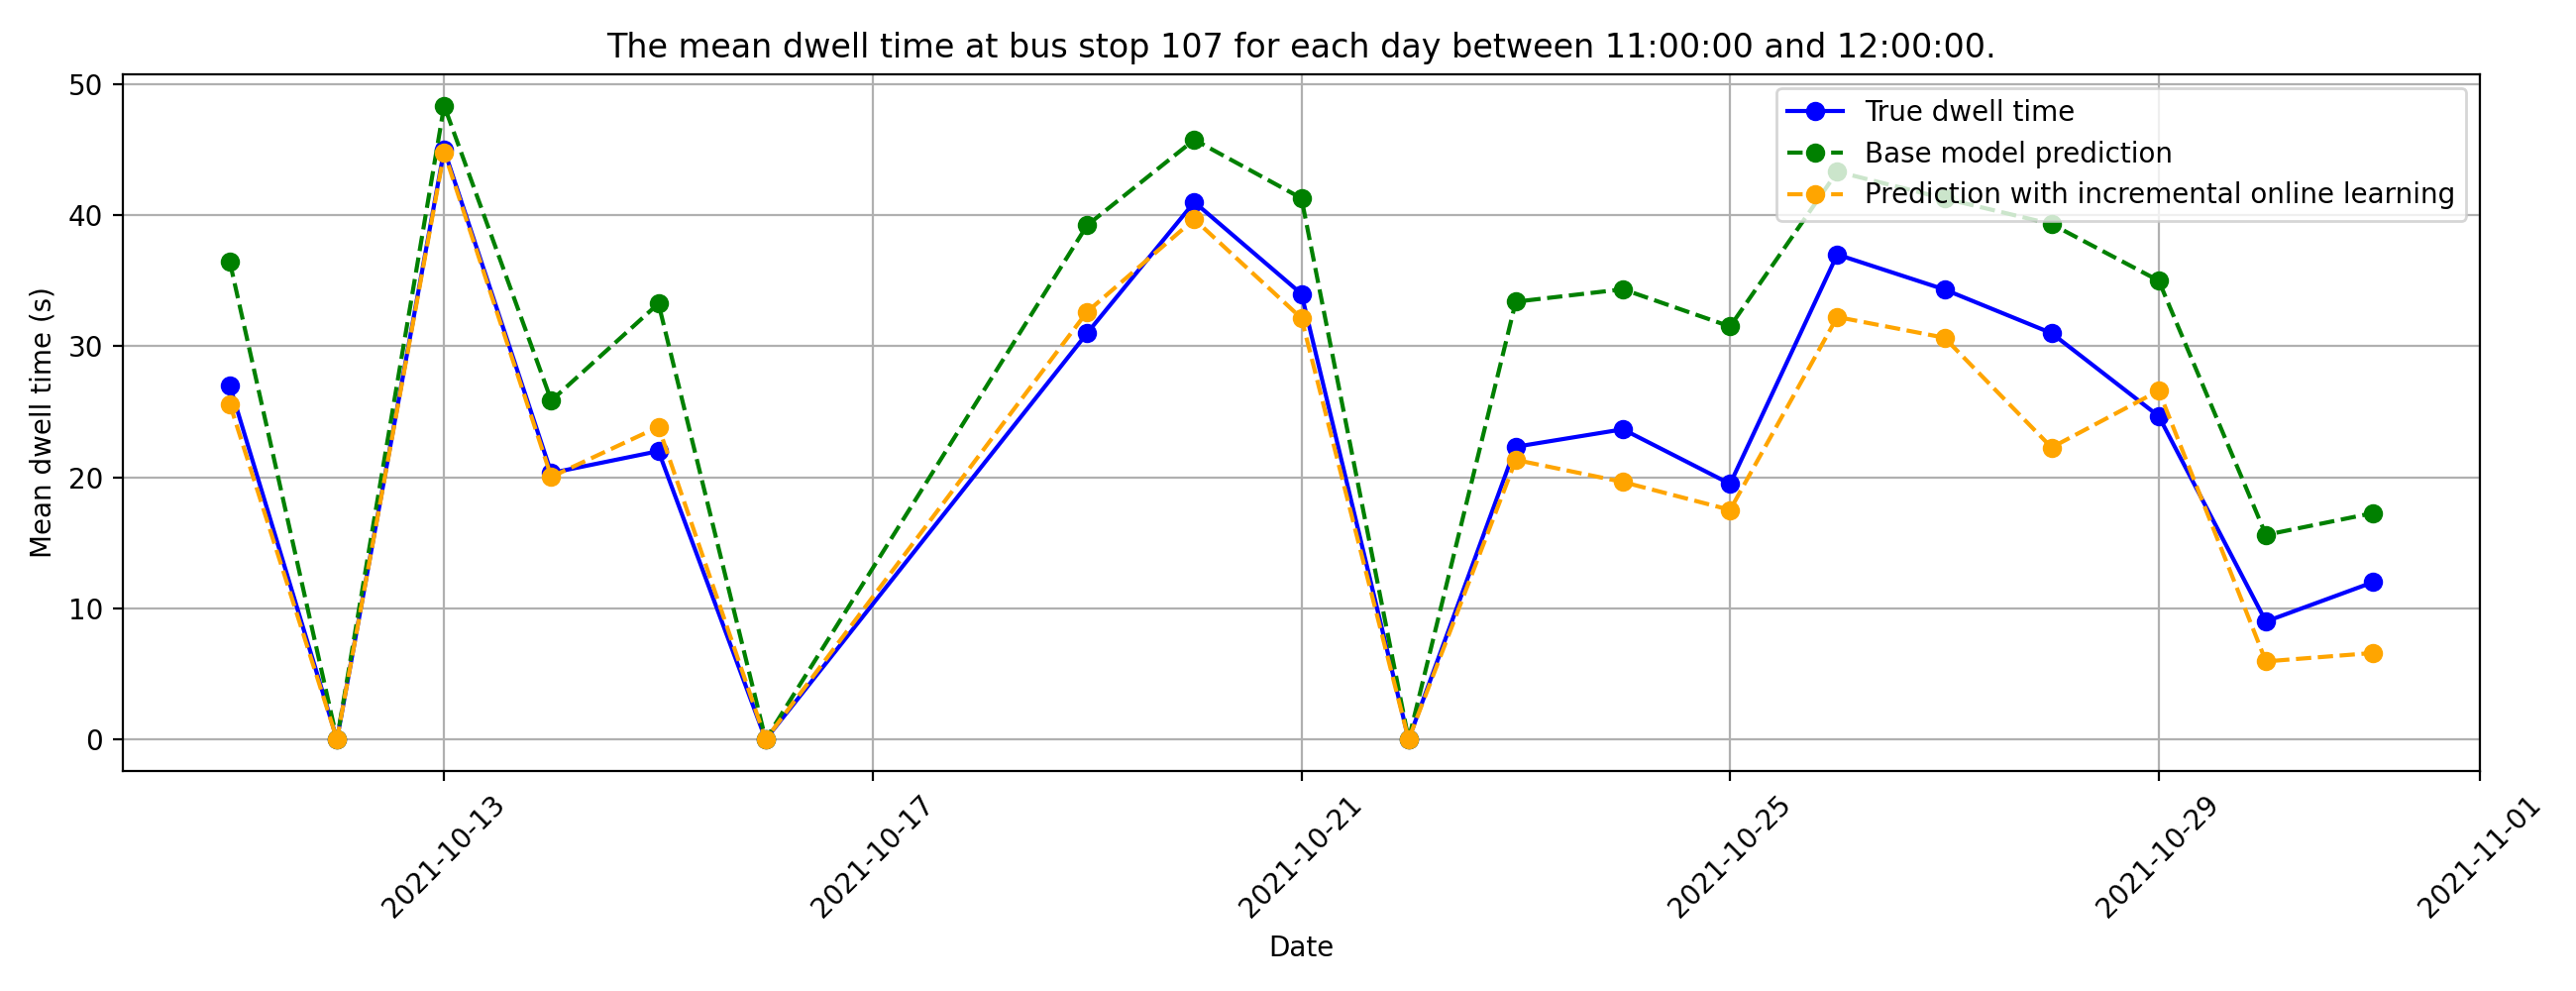 The mean dwell time at bus stop 107 for each day between 11:00:00 and 12:00:00.
50
40
30
20
10
0
Mean dwell time (s)
True dwell time
Base model prediction
Prediction with incremental online learning
2021-10-13
2021-10-17
2021-10-21
2021-10-25
2021-10-29
2021-11-01
Date